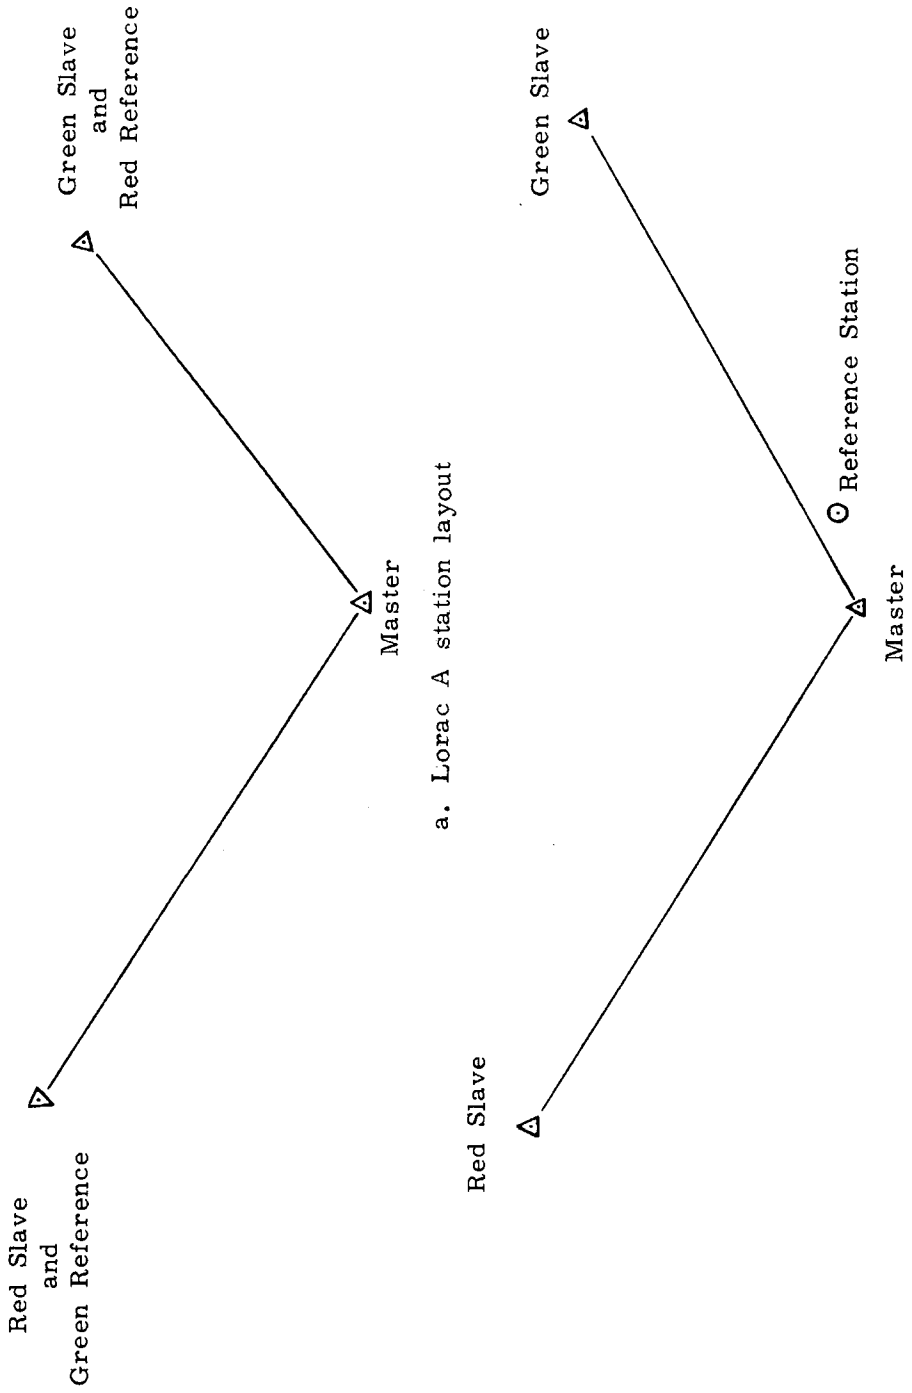 Red Slave
and
Green Reference
Green Slave
and
Red Reference
Master
a. Lorac A station layout
Red Slave
Green Slave
Reference Station
Master